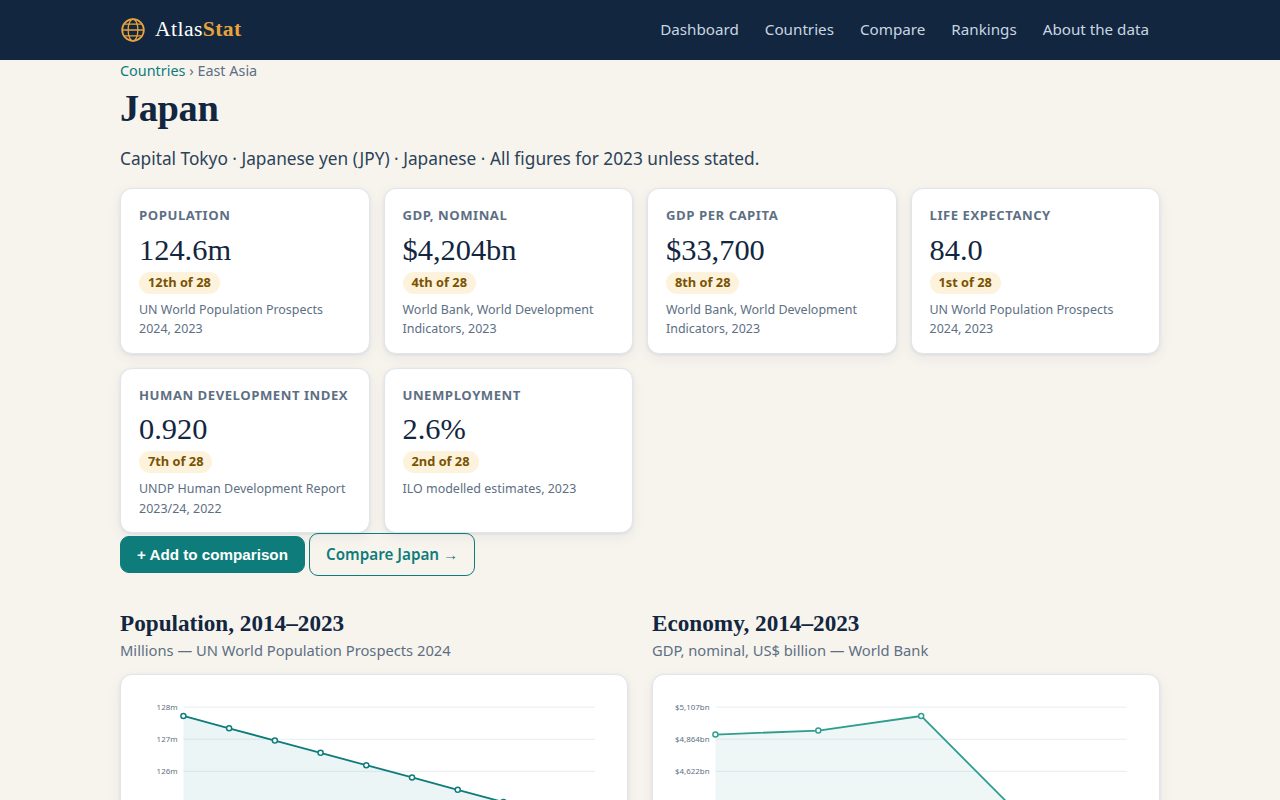 AtlasStat
Dashboard Countries Compare Rankings About the data
Countries › East Asia
Japan
Capital Tokyo · Japanese yen (JPY) · Japanese · All figures for 2023 unless stated.
POPULATION
124.6m
12th of 28
UN World Population Prospects
2024, 2023
GDP, NOMINAL
$4,204bn
4th of 28
World Bank, World Development
Indicators, 2023
GDP PER CAPITA
$33,700
8th of 28
World Bank, World Development
Indicators, 2023
LIFE EXPECTANCY
84.0
1st of 28
UN World Population Prospects
2024, 2023
HUMAN DEVELOPMENT INDEX
0.920
7th of 28
UNDP Human Development Report
2023/24, 2022
UNEMPLOYMENT
2.6%
2nd of 28
ILO modelled estimates, 2023
+ Add to comparison
Compare Japan →
Population, 2014–2023
Millions — UN World Population Prospects 2024
128m
127m
126m
Economy, 2014–2023
GDP, nominal, US$ billion — World Bank
$5,107bn
$4,864bn
$4,622bn